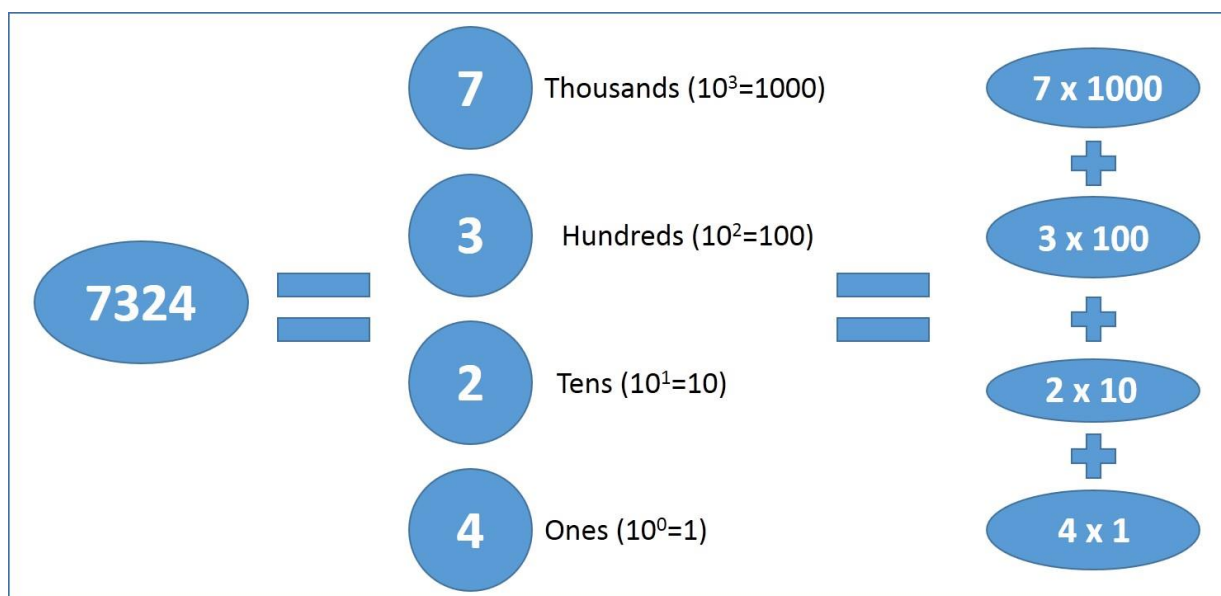 7324
7 Thousands (10³=1000)
3 Hundreds (10²=100)
2 Tens (10¹=10)
4 Ones (10⁰=1)
7 x 1000
3 x 100
2 x 10
4 x 1